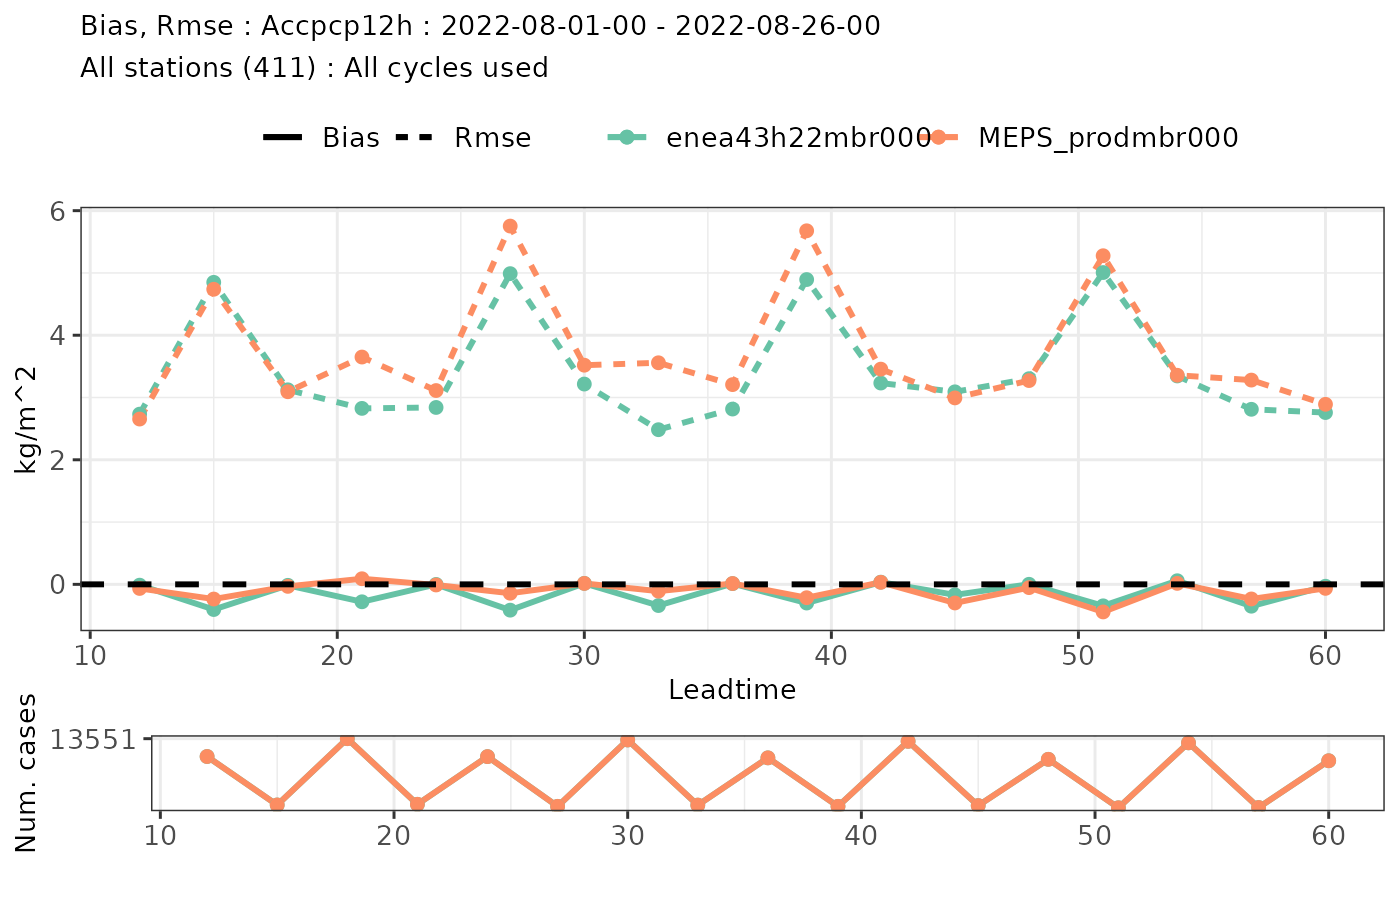 Bias, Rmse : Accpcp12h : 2022-08-01-00 - 2022-08-26-00
All stations (411) : All cycles used
Bias Rmse enea43h22mbr000 MEPS_prodmbr000
kg/m^2
6
4
2
0
10 20 30 40 50 60
Leadtime
Num. cases
13551
10 20 30 40 50 60